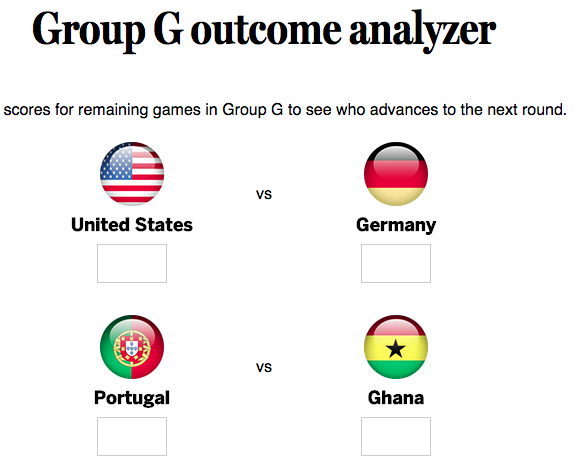 Group G outcome analyzer
scores for remaining games in Group G to see who advances to the next round.
vs
United States Germany
vs
Portugal Ghana